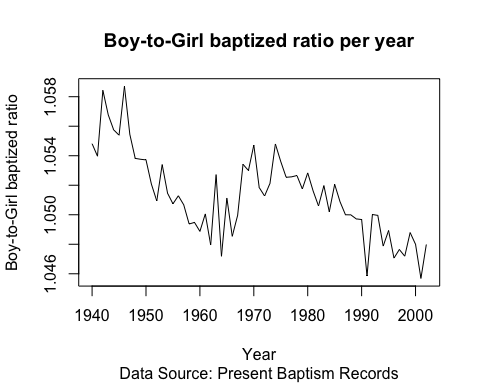 Boy-to-Girl baptized ratio per year
Boy-to-Girl baptized ratio
1.058
1.054
1.050
1.046
1940 1950 1960 1970 1980 1990 2000
Year
Data Source: Present Baptism Records